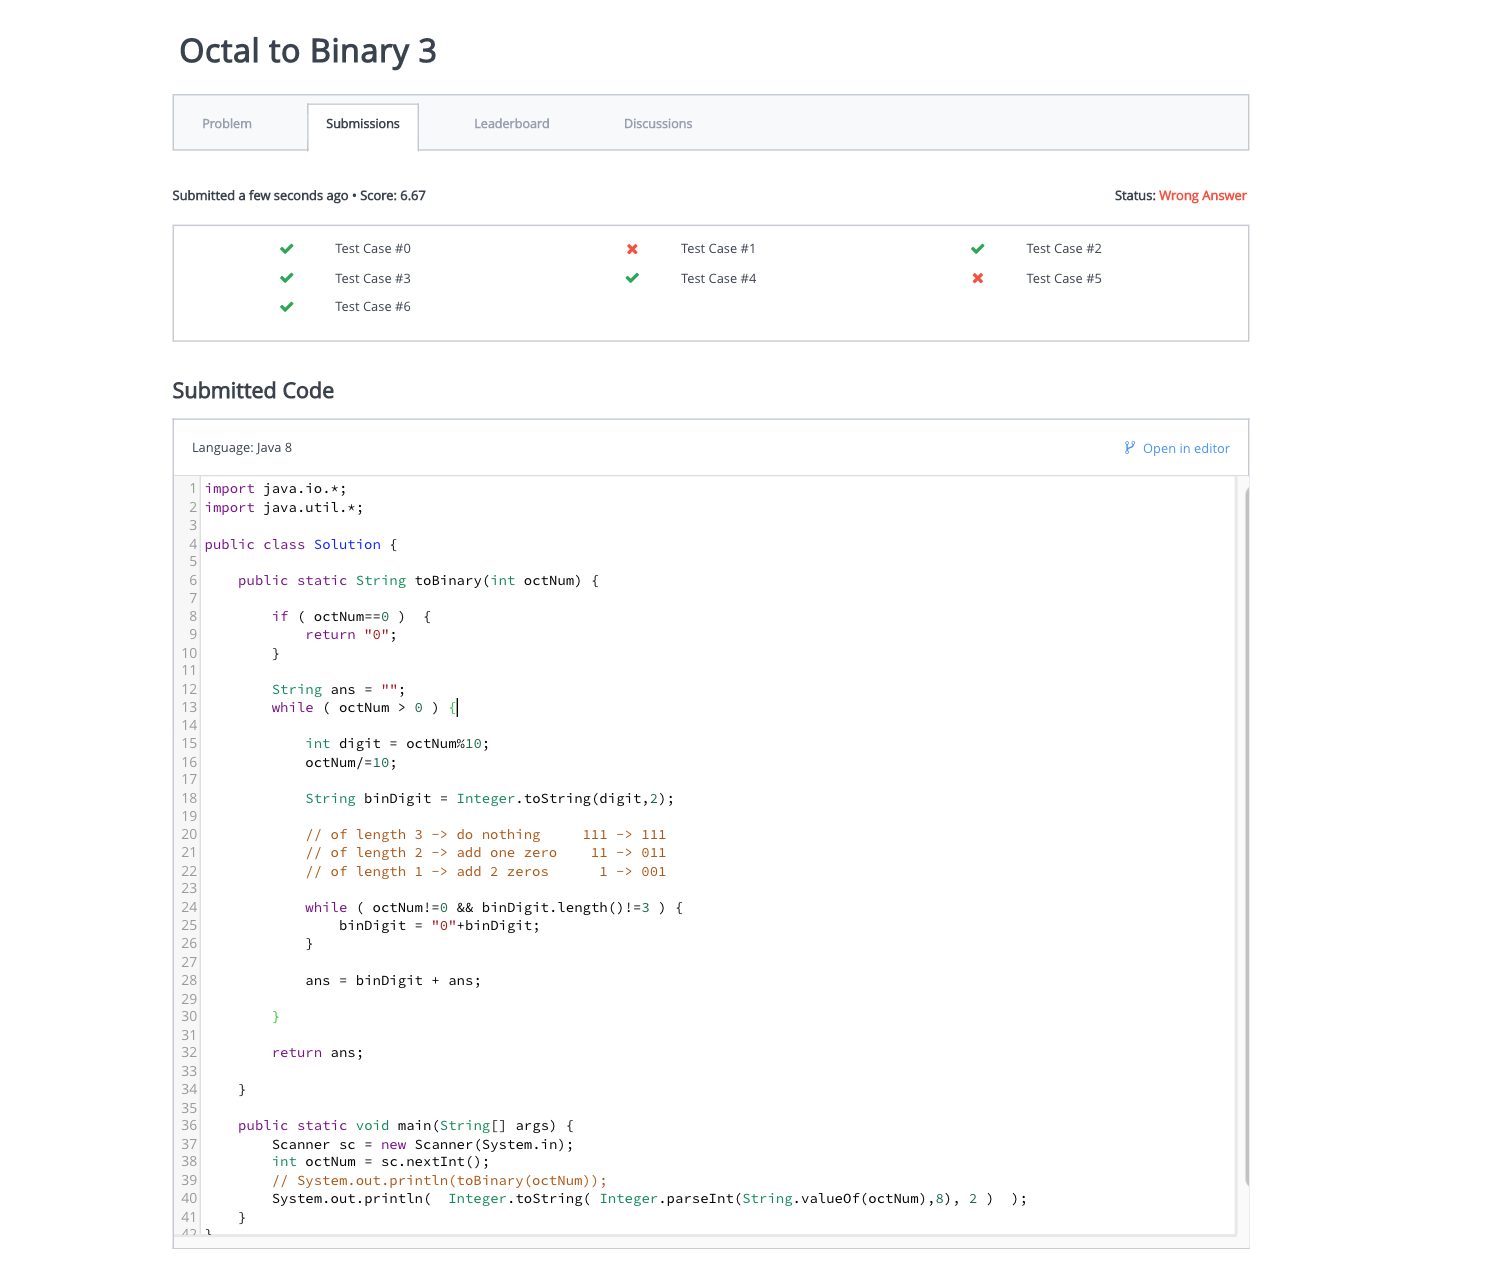 Octal to Binary 3
Problem Submissions Leaderboard Discussions
Submitted a few seconds ago • Score: 6.67 Status: Wrong Answer
Test Case #0 Test Case #1 Test Case #2
Test Case #3 Test Case #4 Test Case #5
Test Case #6
Submitted Code
Language: Java 8 Open in editor
1 import java.io.*;
2 import java.util.*;
3
4 public class Solution {
5
6     public static String toBinary(int octNum) {
7
8         if ( octNum==0 )  {
9             return "0";
10         }
11
12         String ans = "";
13         while ( octNum > 0 ) {
14
15             int digit = octNum%10;
16             octNum/=10;
17
18             String binDigit = Integer.toString(digit,2);
19
20             // of length 3 -> do nothing     111 -> 111
21             // of length 2 -> add one zero    11 -> 011
22             // of length 1 -> add 2 zeros      1 -> 001
23
24             while ( octNum!=0 && binDigit.length()!=3 ) {
25                 binDigit = "0"+binDigit;
26             }
27
28             ans = binDigit + ans;
29
30         }
31
32         return ans;
33
34     }
35
36     public static void main(String[] args) {
37         Scanner sc = new Scanner(System.in);
38         int octNum = sc.nextInt();
39         // System.out.println(toBinary(octNum));
40         System.out.println(  Integer.toString( Integer.parseInt(String.valueOf(octNum),8), 2 )  );
41     }
42 }